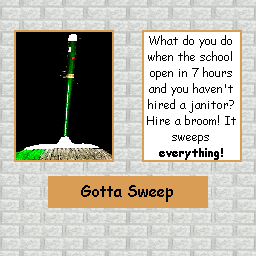 What do you do
when the school
open in 7 hours
and you haven't
hired a janitor?
Hire a broom! It
sweeps
everything!
Gotta Sweep